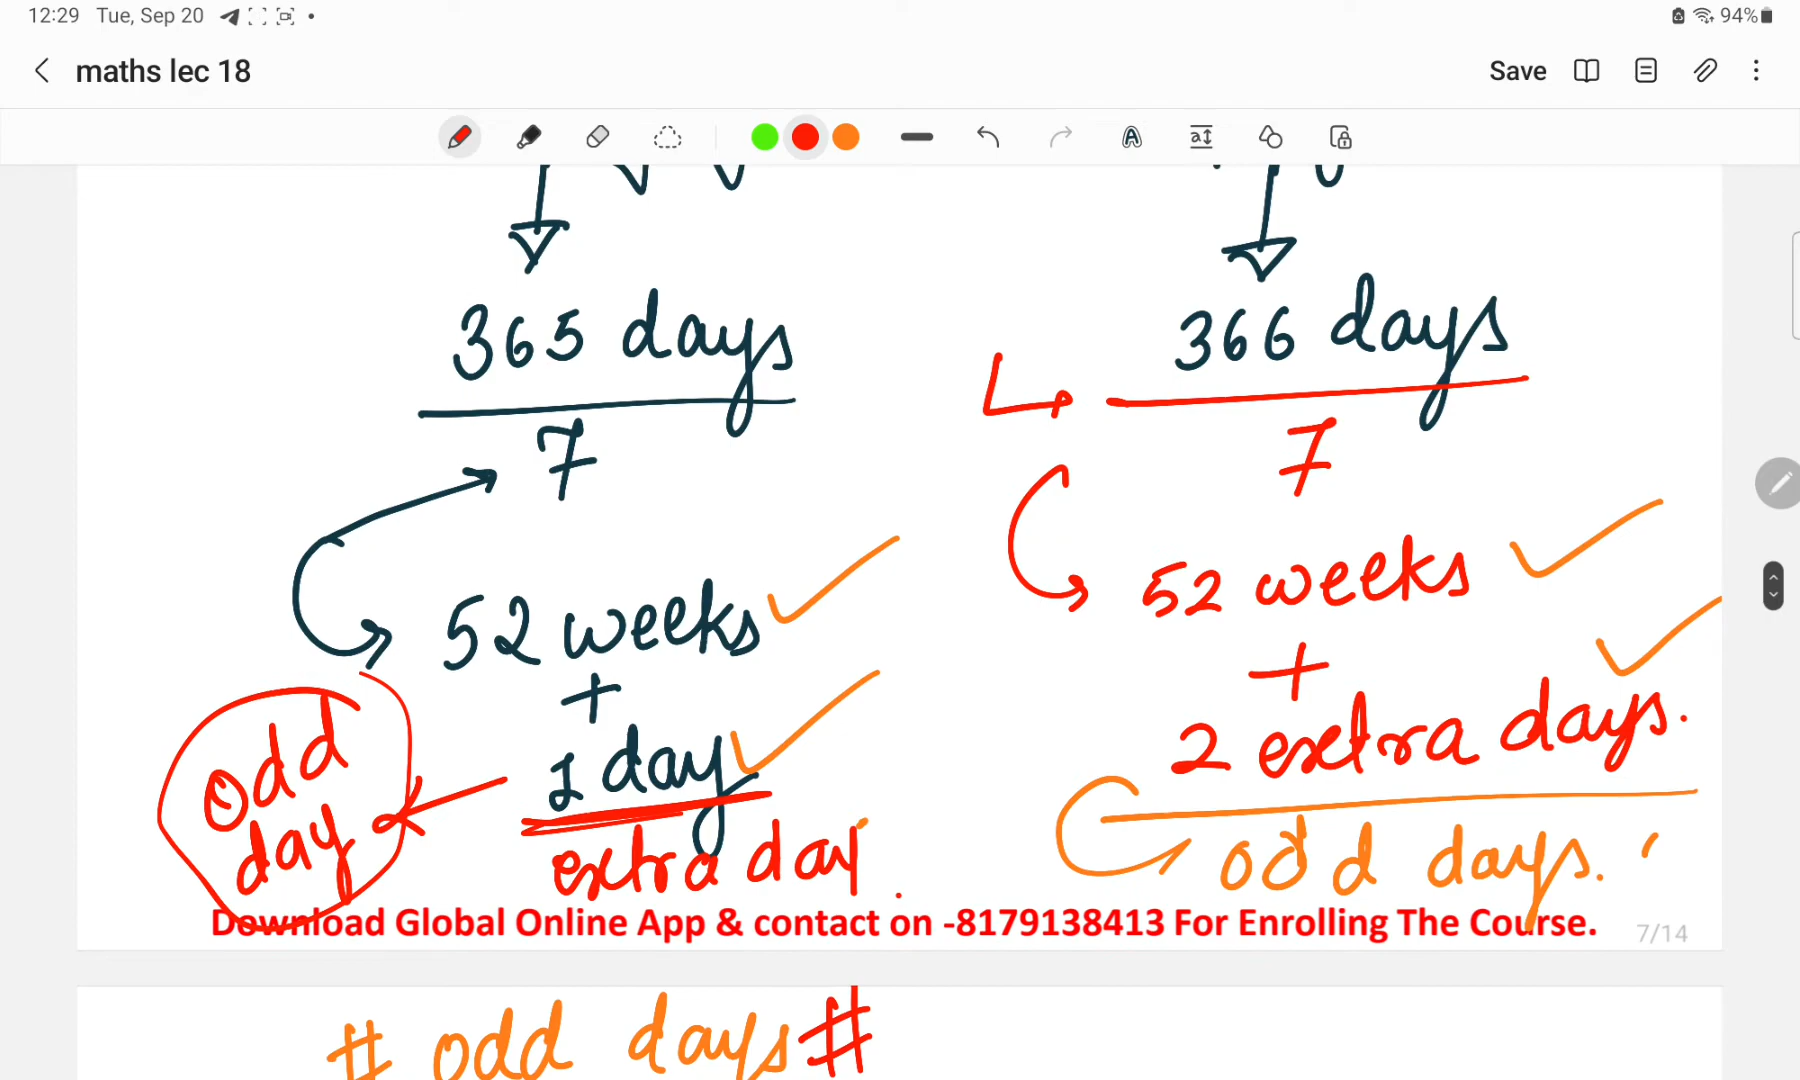 12:29 Tue, Sep 20
94%
maths lec 18
Save
365 days
7
52 weeks
+
1 day
extra day.
odd
day
366 days
7
52 weeks
+
2 extra days.
odd days.
Download Global Online App & contact on -8179138413 For Enrolling The Course.
7/14
# odd days #